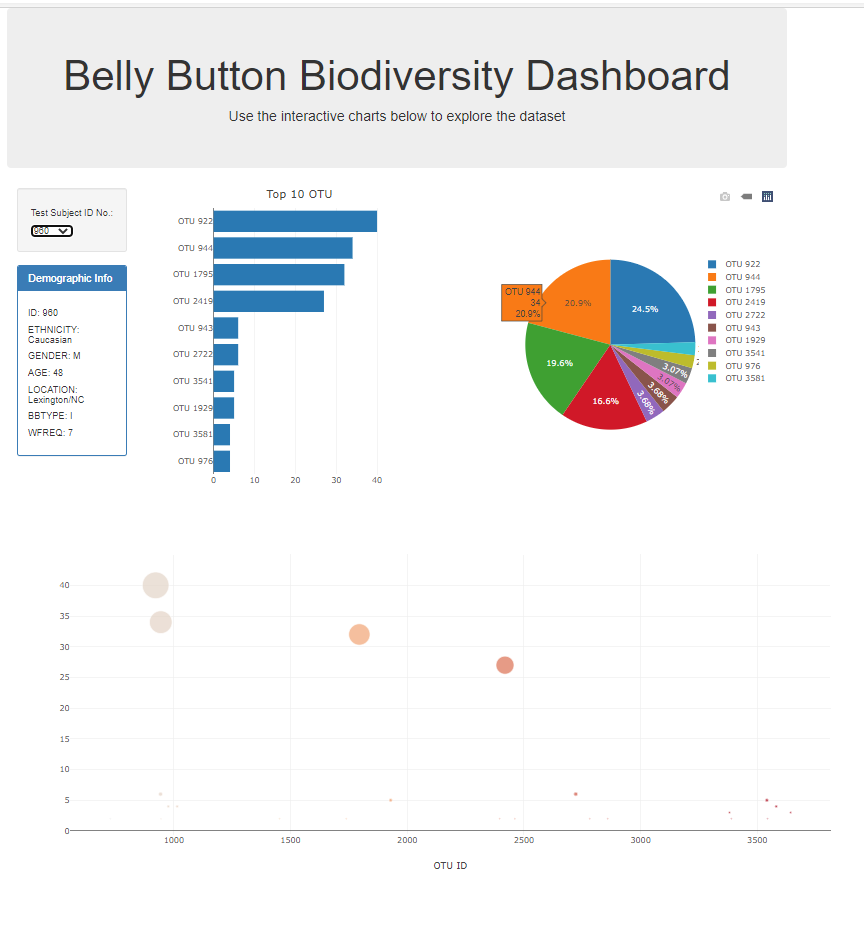 Belly Button Biodiversity Dashboard
Use the interactive charts below to explore the dataset
Test Subject ID No.:
960
Demographic Info
ID: 960
ETHNICITY:
Caucasian
GENDER: M
AGE: 48
LOCATION:
Lexington/NC
BBTYPE: I
WFREQ: 7
Top 10 OTU
OTU 922
OTU 944
OTU 1795
OTU 2419
OTU 943
OTU 2722
OTU 3541
OTU 1929
OTU 3581
OTU 976
0 10 20 30 40
OTU 944
34
20.9%
20.9%
24.5%
19.6%
16.6%
3.68%
3.68%
3.07%
3.07%
OTU 922
OTU 944
OTU 1795
OTU 2419
OTU 2722
OTU 943
OTU 1929
OTU 3541
OTU 976
OTU 3581
40
35
30
25
20
15
10
5
0
1000 1500 2000 2500 3000 3500
OTU ID